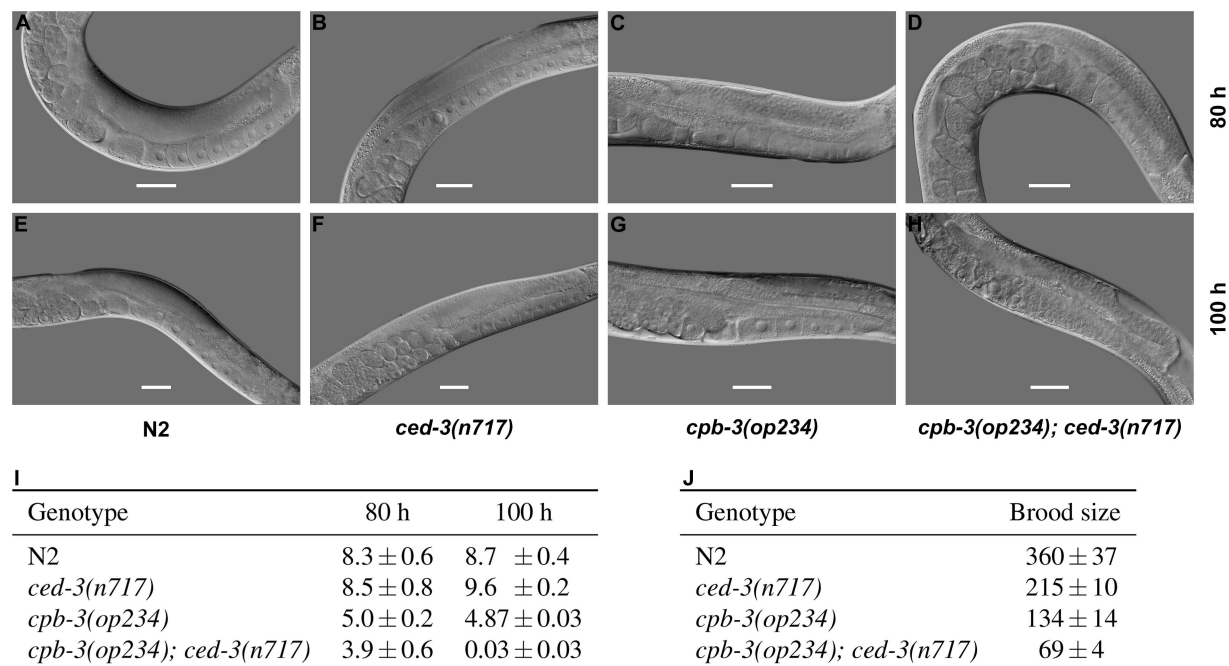 A B C D
80 h
E F G H
100 h
N2 ced-3(n717) cpb-3(op234) cpb-3(op234); ced-3(n717)
I
Genotype 80 h 100 h
N2 8.3 ± 0.6 8.7 ± 0.4
ced-3(n717) 8.5 ± 0.8 9.6 ± 0.2
cpb-3(op234) 5.0 ± 0.2 4.87 ± 0.03
cpb-3(op234); ced-3(n717) 3.9 ± 0.6 0.03 ± 0.03
J
Genotype Brood size
N2 360 ± 37
ced-3(n717) 215 ± 10
cpb-3(op234) 134 ± 14
cpb-3(op234); ced-3(n717) 69 ± 4